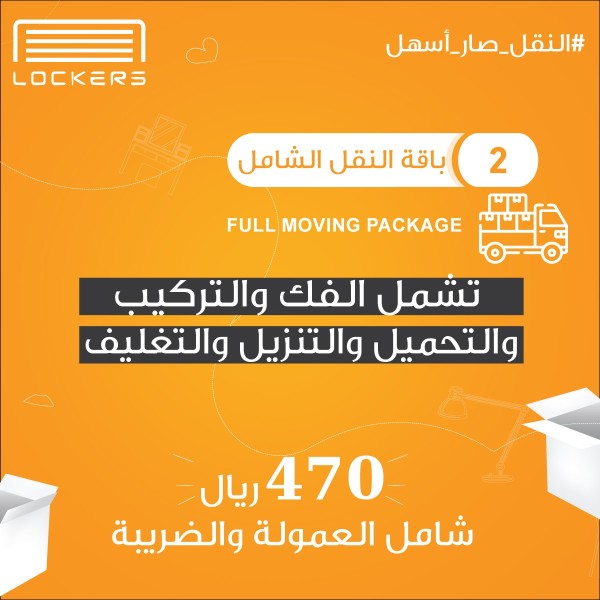 LOCKERS
#النقل_صار_أسهل
2 باقة النقل الشامل
FULL MOVING PACKAGE
تشمل الفك والتركيب
والتحميل والتنزيل والتغليف
470 ريال
شامل العمولة والضريبة